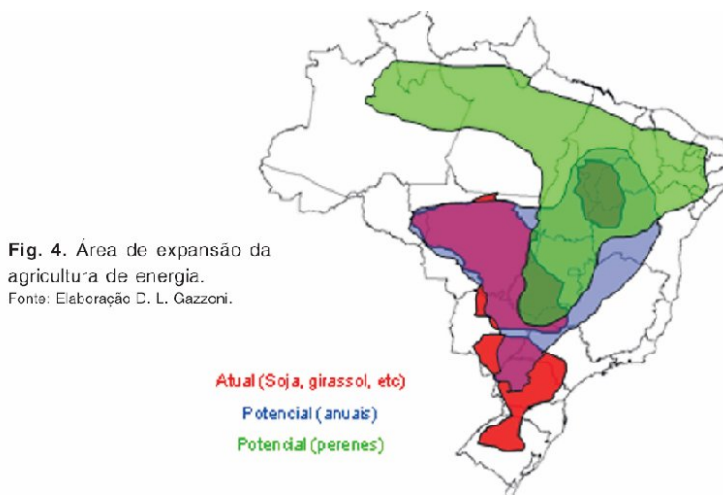 Fig. 4. Área de expansão da
agricultura de energia.
Fonte: Elaboração D. L. Gazzoni.
Atual (Soja, girassol, etc)
Potencial (anuais)
Potencial (perenes)